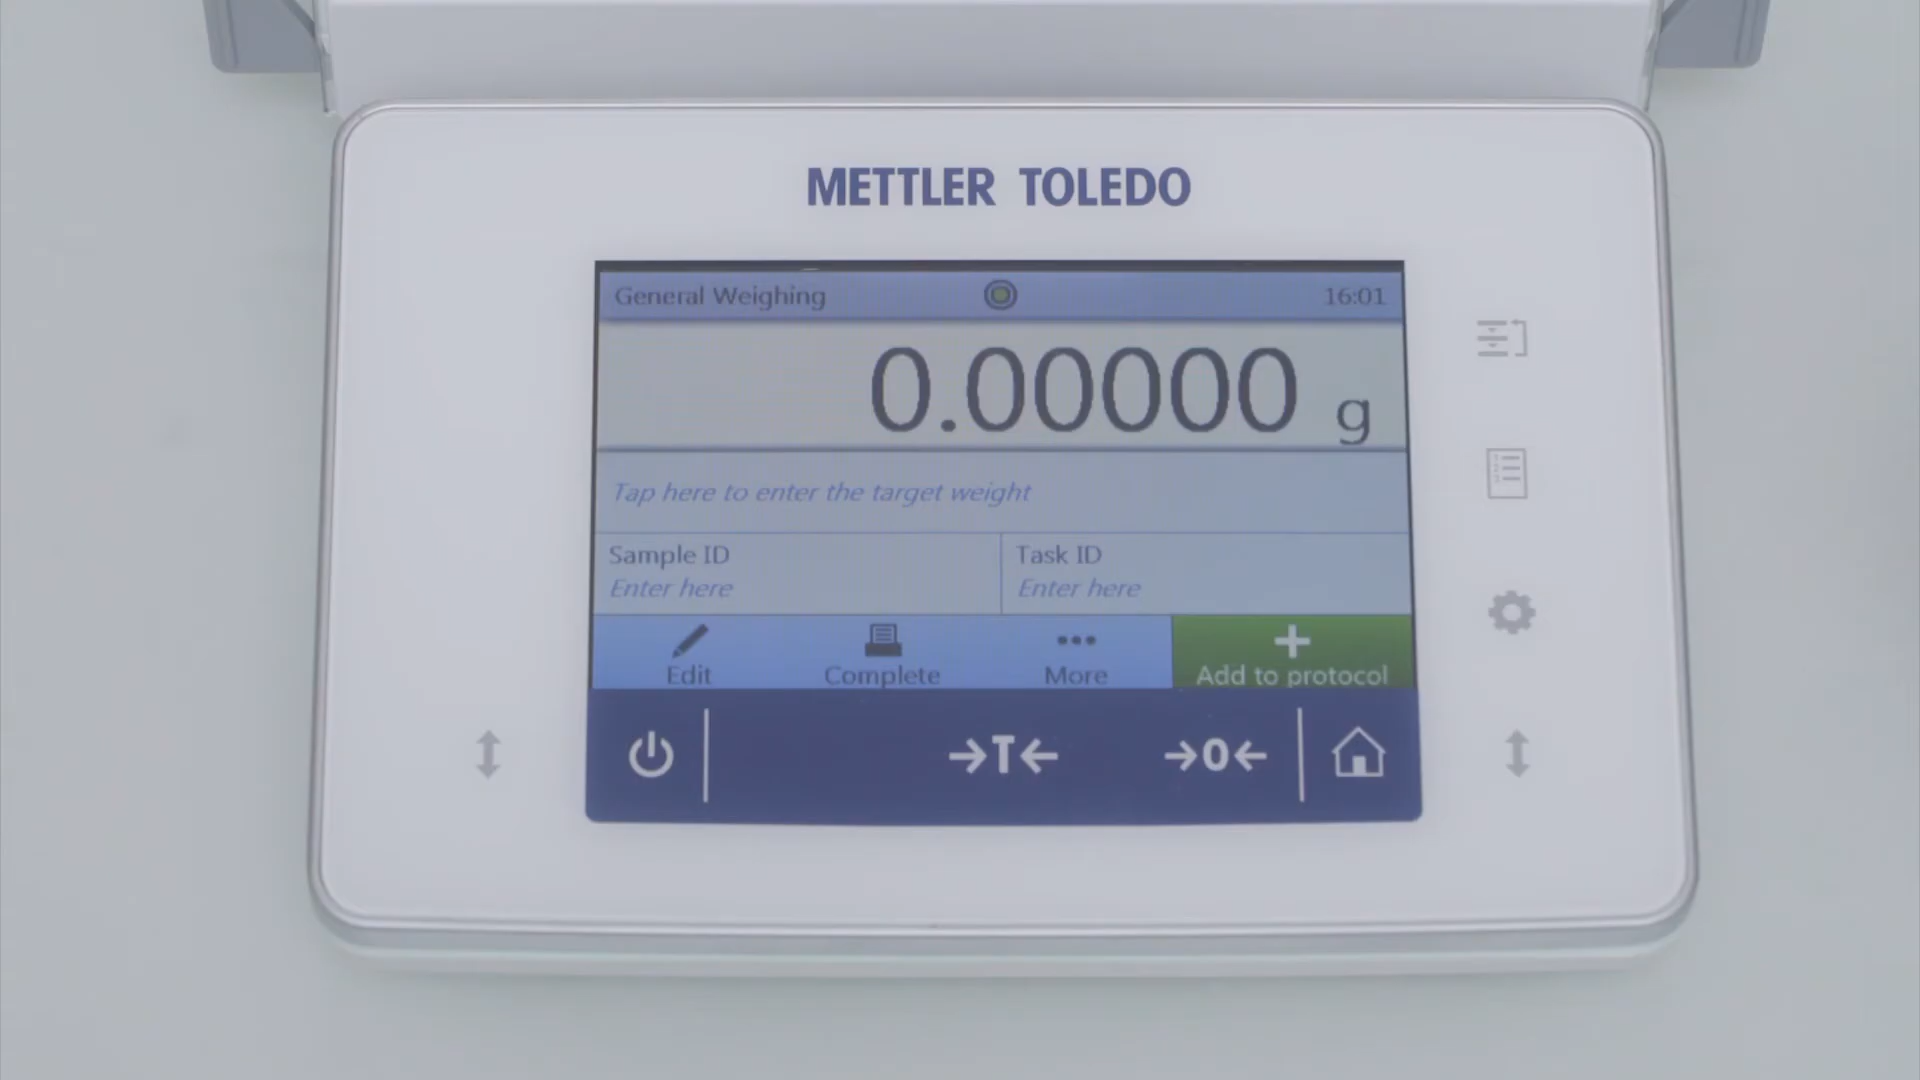 METTLER TOLEDO
General Weighing 16:01
0.00000 g
Tap here to enter the target weight
Sample ID Task ID
Enter here Enter here
Edit Complete More Add to protocol
→T← →0←